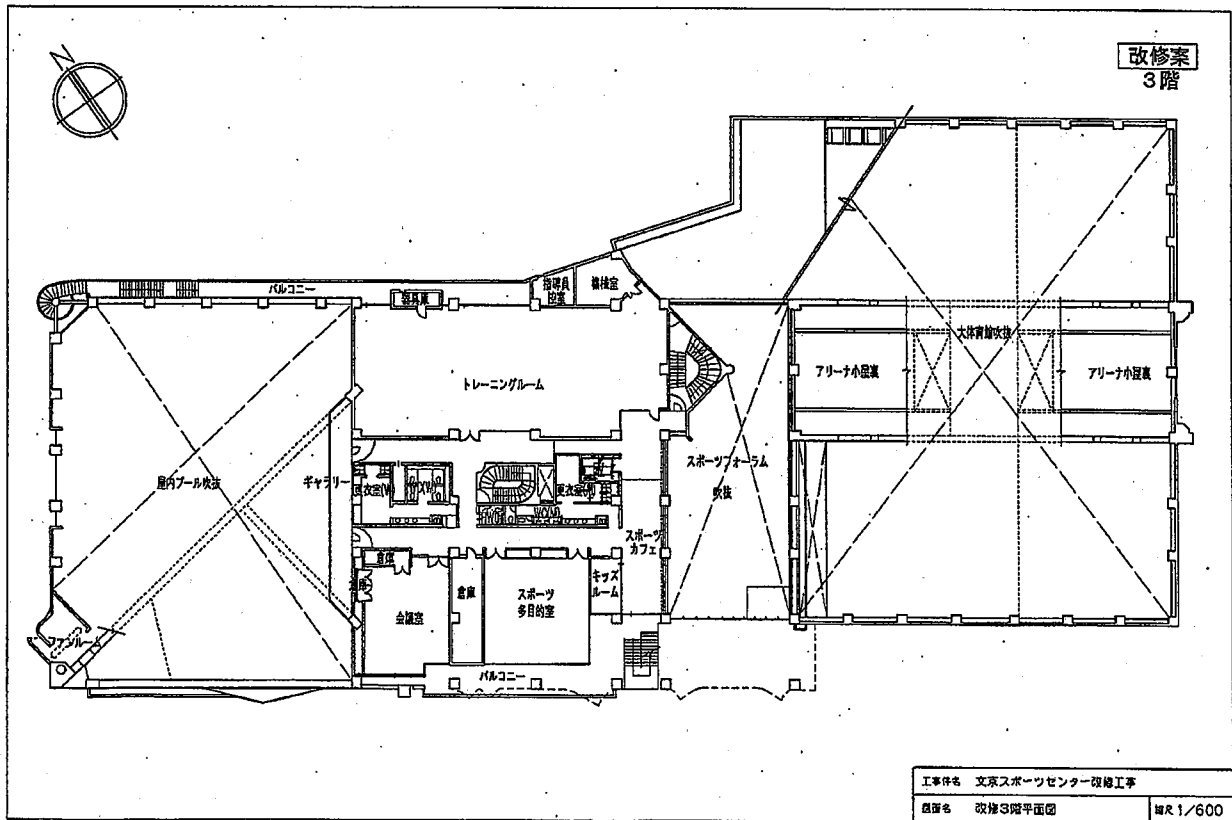 N
改修案
3階
バルコニー
器具庫
指導員
控室
機検室
トレーニングルーム
大体育館吹抜
アリーナ小屋裏
アリーナ小屋裏
スポーツフォーラム
吹抜
屋内プール吹抜
ギャラリー
更衣室(W)
更衣室(M)
スポーツ
カフェ
倉庫
倉庫
キッズ
ルーム
スポーツ
多目的室
会議室
ファンルーム
バルコニー
工事件名 文京スポーツセンター改修工事
図面名 改修3階平面図
縮尺 1/600